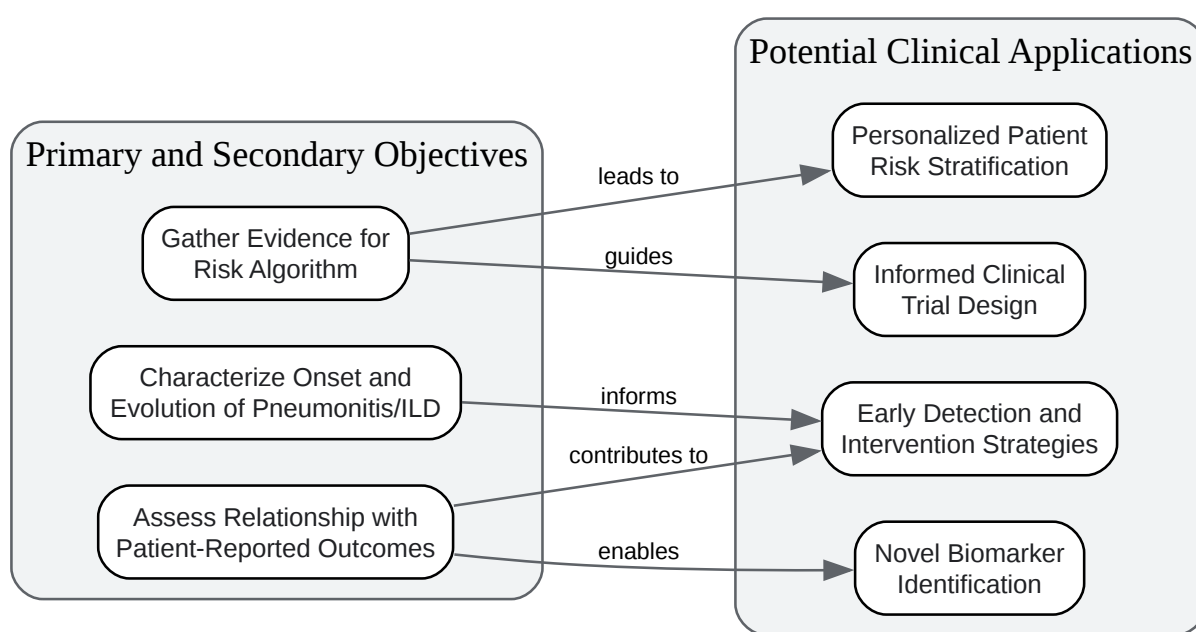 Primary and Secondary Objectives
Gather Evidence for
Risk Algorithm
Characterize Onset and
Evolution of Pneumonitis/ILD
Assess Relationship with
Patient-Reported Outcomes
leads to
guides
informs
contributes to
enables
Potential Clinical Applications
Personalized Patient
Risk Stratification
Informed Clinical
Trial Design
Early Detection and
Intervention Strategies
Novel Biomarker
Identification